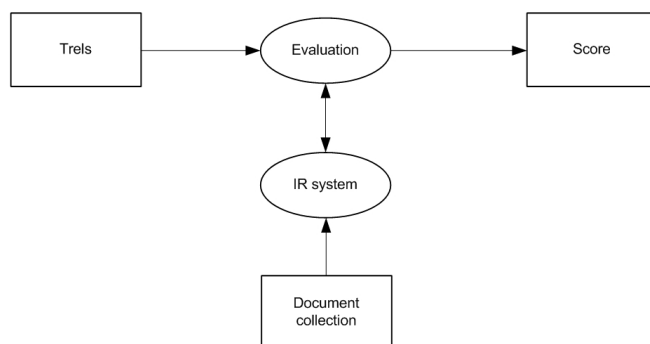 Trels
Evaluation
Score
IR system
Document
collection